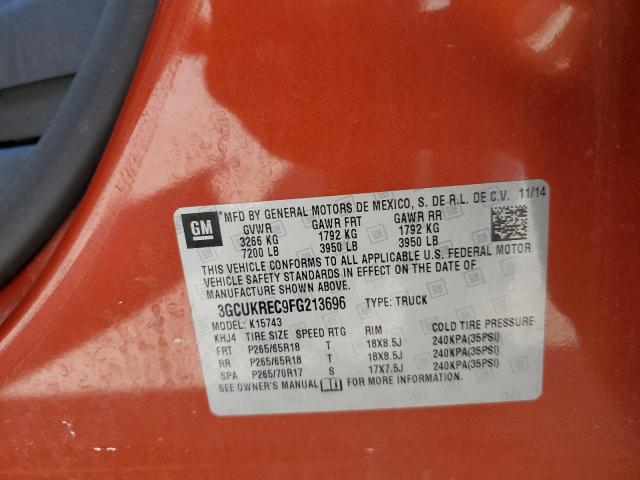 GM
*MFD BY GENERAL MOTORS DE MEXICO, S. DE R.L. DE C.V. 11/14
GVWR GAWR FRT GAWR RR
3266 KG 1792 KG 1792 KG
7200 LB 3950 LB 3950 LB
THIS VEHICLE CONFORMS TO ALL APPLICABLE U.S. FEDERAL MOTOR
VEHICLE SAFETY STANDARDS IN EFFECT ON THE DATE OF
MANUFACTURE SHOWN ABOVE.
3GCUKREC9FG213696 TYPE: TRUCK
MODEL: K15743
KHJ4 TIRE SIZE SPEED RTG RIM COLD TIRE PRESSURE
FRT P265/65R18 T 18X8.5J 240KPA(35PSI)
RR P265/65R18 T 18X8.5J 240KPA(35PSI)
SPA P265/70R17 S 17X7.5J 240KPA(35PSI)
SEE OWNER'S MANUAL FOR MORE INFORMATION.